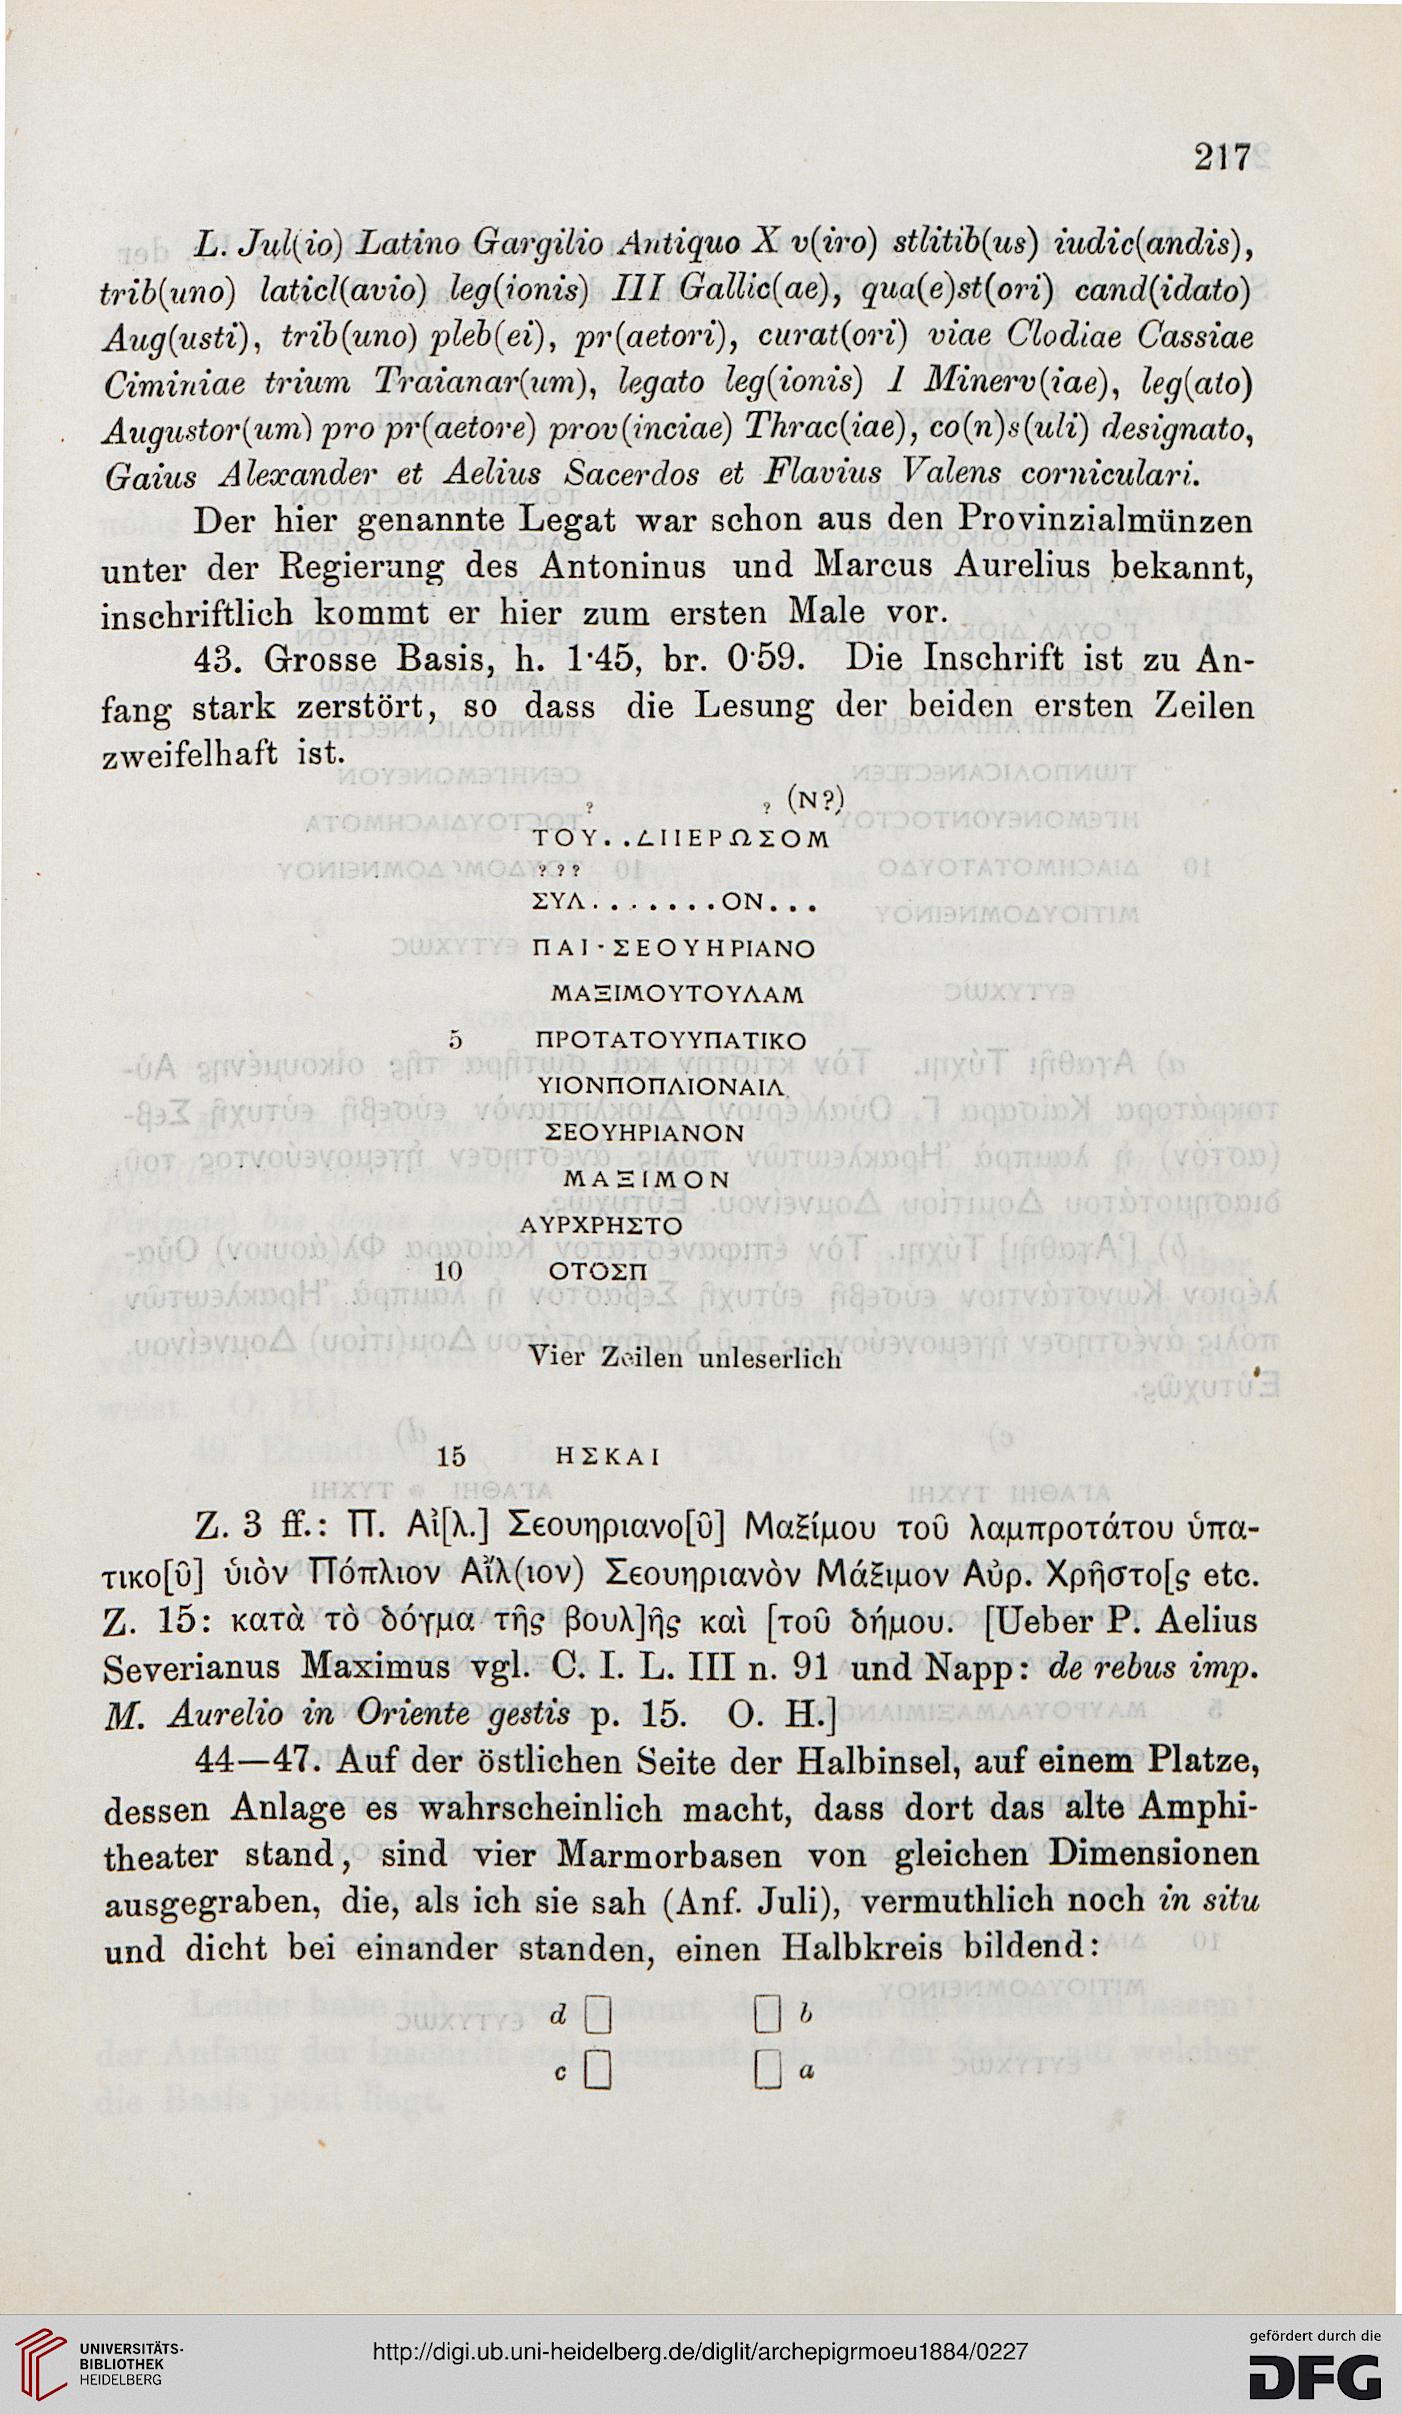 217
L. Jul(io) Latino Gargilio Antiquo X v(iro) stlitib(us) iudic(andis),
trib(uno) laticl(avio) leg(ionis) III Gallic(ae), qua(e)st(ori) cand(idato)
Aug(usti), trib(uno) pleb(ei), pr(aetori), curat(ori) viae Clodiae Cassiae
Ciminiae trium Traianar(um), legato leg(ionis) I Minerv(iae), leg(ato)
Augustor(um) pro pr(aetore) prov(inciae) Thrac(iae), co(n)s(uli) designato,
Gaius Alexander et Aelius Sacerdos et Flavius Valens corniculari.
Der hier genannte Legat war schon aus den Provinzialmünzen
unter der Regierung des Antoninus und Marcus Aurelius bekannt,
inschriftlich kommt er hier zum ersten Male vor.
43. Grosse Basis, h. 1·45, br. 0·59. Die Inschrift ist zu An-
fang stark zerstört, so dass die Lesung der beiden ersten Zeilen
zweifelhaft ist.
? ? (N?)
ΤΟΥ. .ΔΙΙΕΡΩΣΟΜ
? ? ?
ΣΥΛ. . . . . . . ΟΝ. . .
ΠΑΙ·ΣΕΟΥΗΡΙΑΝΟ
ΜΑΞΙΜΟΥΤΟΥΛΑΜ
5 ΠΡΟΤΑΤΟΥΥΠΑΤΙΚΟ
ΥΙΟΝΠΟΠΛΙΟΝΑΙΛ
ΣΕΟΥΗΡΙΑΝΟΝ
ΜΑΞΙΜΟΝ
ΑΥΡΧΡΗΣΤΟ
10 ΟΤΟΣΠ
Vier Zeilen unleserlich
15 ΗΣΚΑΙ
Z. 3 ff.: Π. Αἰ[λ.] Σεουηριανο[ῦ] Μαξίμου τοῦ λαμπροτάτου ὑπα-
τικο[ῦ] ὑιὸν Πόπλιον Αἴλ(ιον) Σεουηριανὸν Μάξιμον Αὐρ. Χρῆστο[ς etc.
Z. 15: κατὰ τὸ δόγμα τῆς βουλ]ῆς καὶ [τοῦ δήμου. [Ueber P. Aelius
Severianus Maximus vgl. C. I. L. III n. 91 und Napp: de rebus imp.
M. Aurelio in Oriente gestis p. 15. O. H.]
44—47. Auf der östlichen Seite der Halbinsel, auf einem Platze,
dessen Anlage es wahrscheinlich macht, dass dort das alte Amphi-
theater stand, sind vier Marmorbasen von gleichen Dimensionen
ausgegraben, die, als ich sie sah (Anf. Juli), vermuthlich noch in situ
und dicht bei einander standen, einen Halbkreis bildend:
d b
c a
UNIVERSITÄTS-
BIBLIOTHEK
HEIDELBERG
http://digi.ub.uni-heidelberg.de/diglit/archepigrmoeu1884/0227
gefördert durch die
DFG